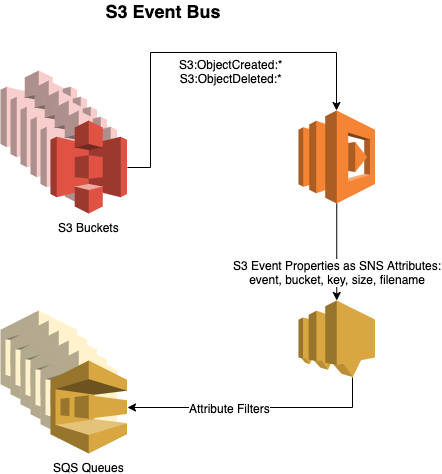 S3 Event Bus
S3:ObjectCreated:*
S3:ObjectDeleted:*
S3 Buckets
S3 Event Properties as SNS Attributes:
event, bucket, key, size, filename
Attribute Filters
SQS Queues